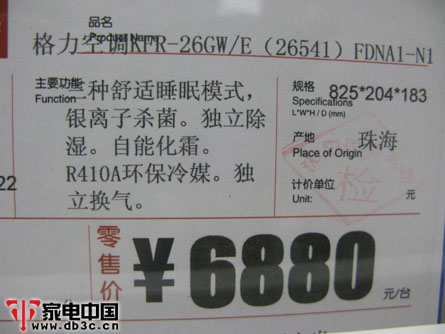 品名
Product Name
格力空调KFR-26GW/E（26541）FDNA1-N1
主要功能
Function
种舒适睡眠模式，
银离子杀菌。独立除
湿。自能化霜。
R410A环保冷媒。独
立换气。
规格 825*204*183
Specifications
L*W*H / D (mm)
产地 珠海
Place of Origin
计价单位 元
Unit:
检
22
零售价 ¥6880 元/台
家电中国
www.db3c.cn